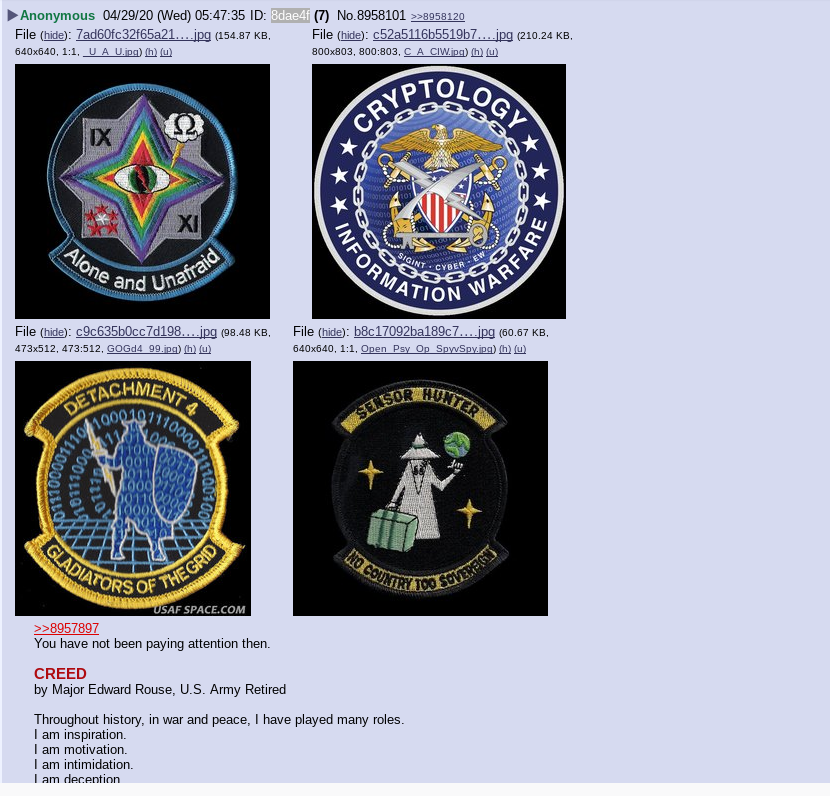 ▶Anonymous 04/29/20 (Wed) 05:47:35 ID: 8dae4f (7) No.8958101 >>8958120
File (hide): 7ad60fc32f65a21….jpg (154.87 KB, 640x640, 1:1, _U_A_U.jpg) (h) (u)
IX
Ω
XI
Alone and Unafraid
File (hide): c52a5116b5519b7….jpg (210.24 KB, 800x803, 800:803, C_A_CIW.jpg) (h) (u)
CRYPTOLOGY
SIGINT · CYBER · EW
INFORMATION WARFARE
File (hide): c9c635b0cc7d198….jpg (98.48 KB, 473x512, 473:512, GOGd4_99.jpg) (h) (u)
DETACHMENT 4
GLADIATORS OF THE GRID
USAF SPACE.COM
File (hide): b8c17092ba189c7….jpg (60.67 KB, 640x640, 1:1, Open_Psy_Op_SpyvSpy.jpg) (h) (u)
SENSOR HUNTER
NO COUNTRY TOO SOVEREIGN
>>8957897
You have not been paying attention then.
CREED
by Major Edward Rouse, U.S. Army Retired
Throughout history, in war and peace, I have played many roles.
I am inspiration.
I am motivation.
I am intimidation.
I am deception